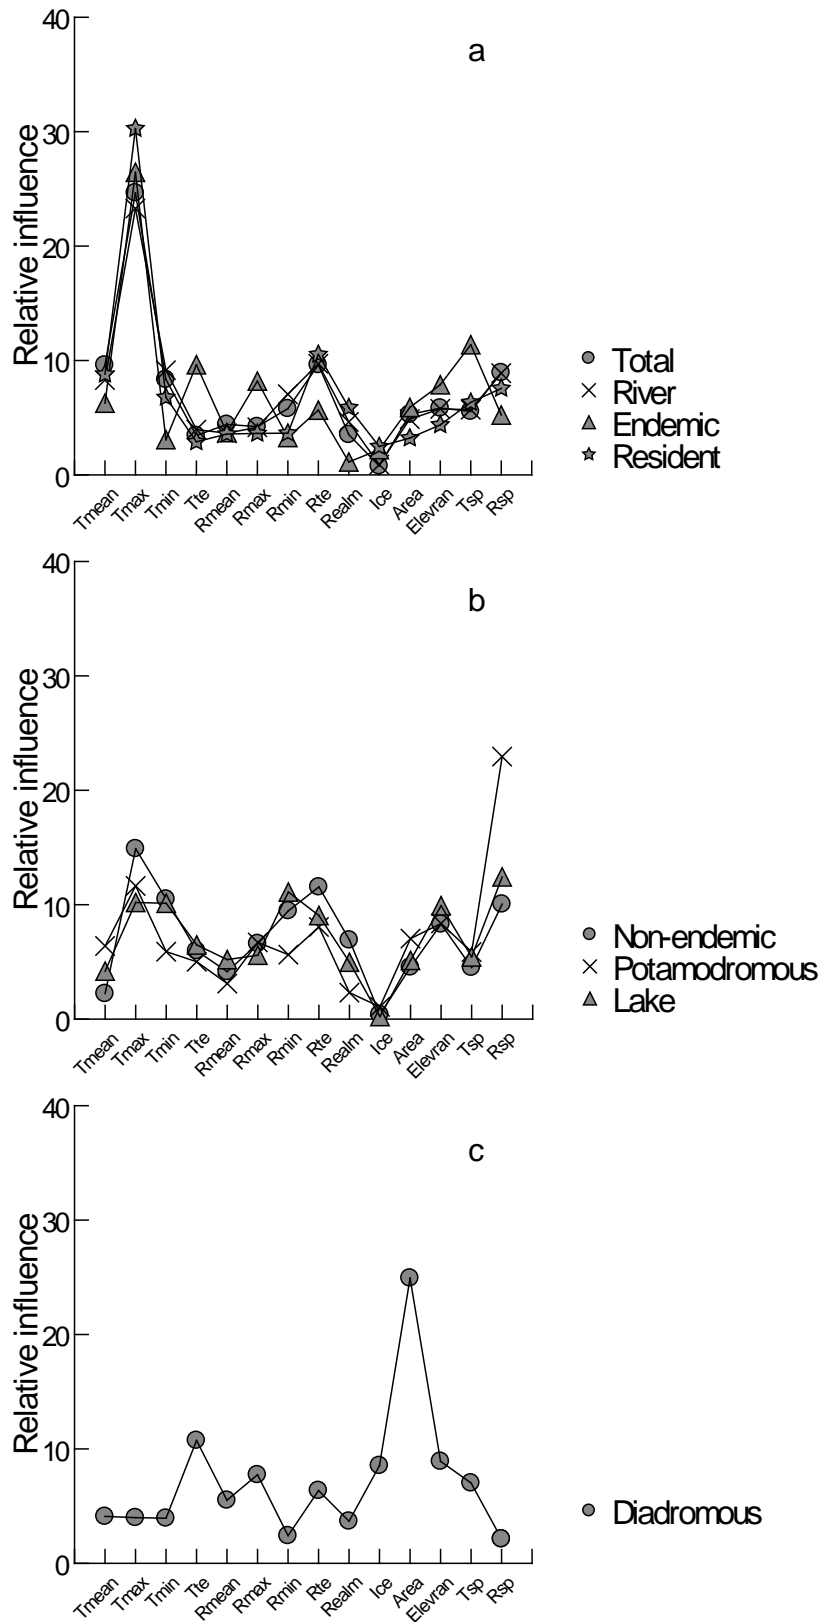 40
a
30
20
10
0
Relative influence
Total
River
Endemic
Resident
Tmean Tmax Tmin Tte Rmean Rmax Rmin Rte Realm Ice Area Elevran Tsp Rsp
40
b
30
20
10
0
Relative influence
Non-endemic
Potamodromous
Lake
Tmean Tmax Tmin Tte Rmean Rmax Rmin Rte Realm Ice Area Elevran Tsp Rsp
40
c
30
20
10
0
Relative influence
Diadromous
Tmean Tmax Tmin Tte Rmean Rmax Rmin Rte Realm Ice Area Elevran Tsp Rsp